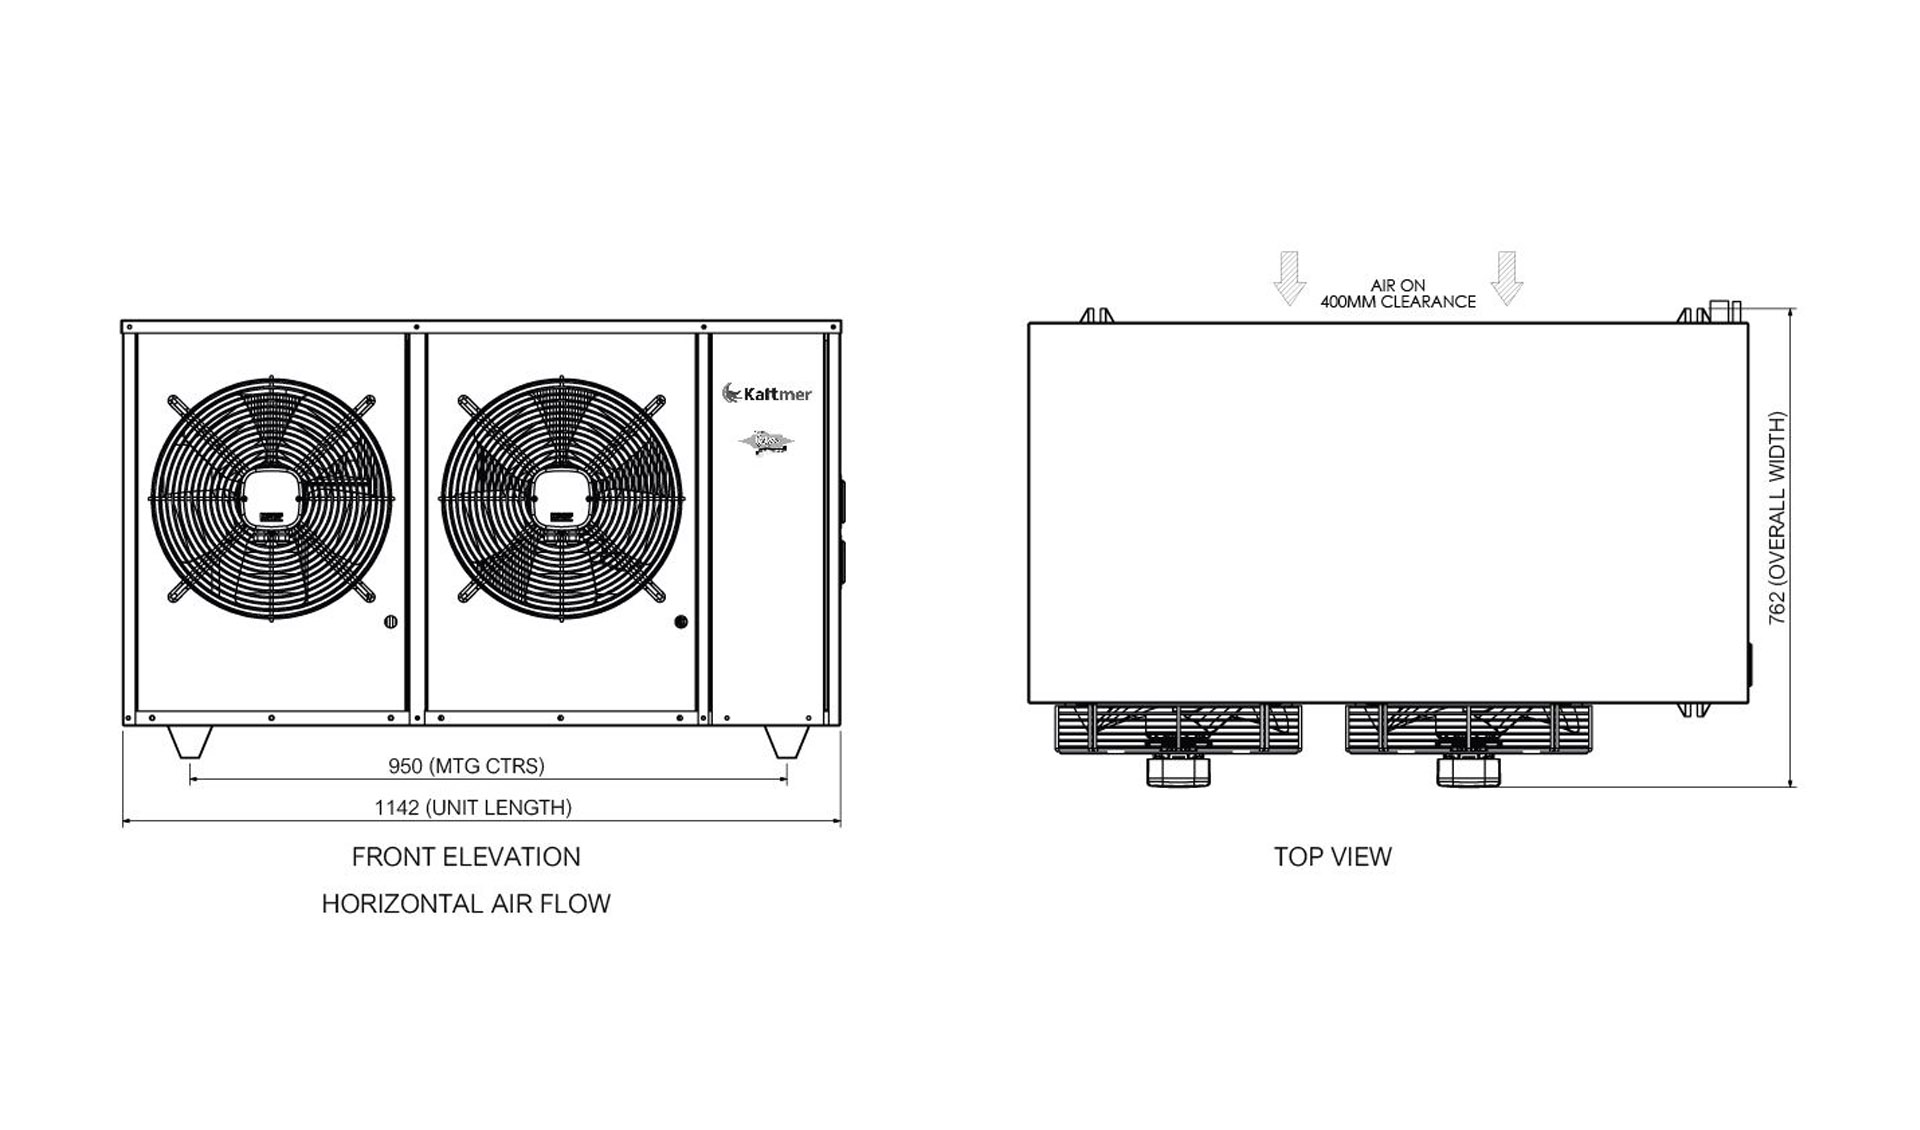 Kaltmer
950 (MTG CTRS)
1142 (UNIT LENGTH)
FRONT ELEVATION
HORIZONTAL AIR FLOW
AIR ON
400MM CLEARANCE
762 (OVERALL WIDTH)
TOP VIEW